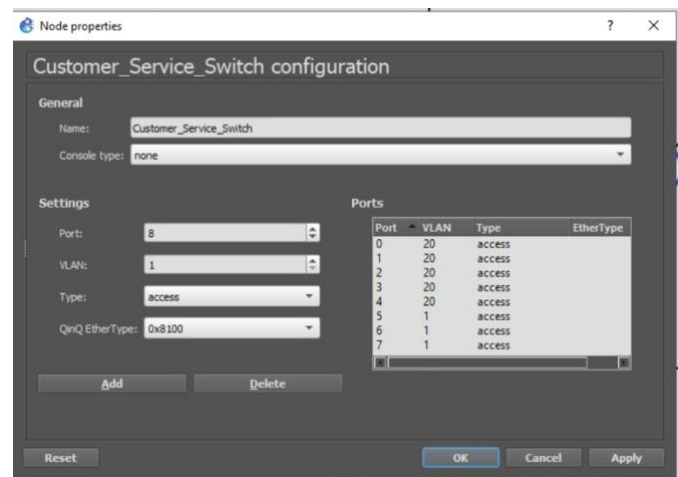 Node properties ? ×
Customer_Service_Switch configuration
General
Name: Customer_Service_Switch
Console type: none
Settings
Port: 8
VLAN: 1
Type: access
QinQ EtherType: 0x8100
Add Delete
Ports
Port VLAN Type EtherType
0 20 access
1 20 access
2 20 access
3 20 access
4 20 access
5 1 access
6 1 access
7 1 access
Reset OK Cancel Apply